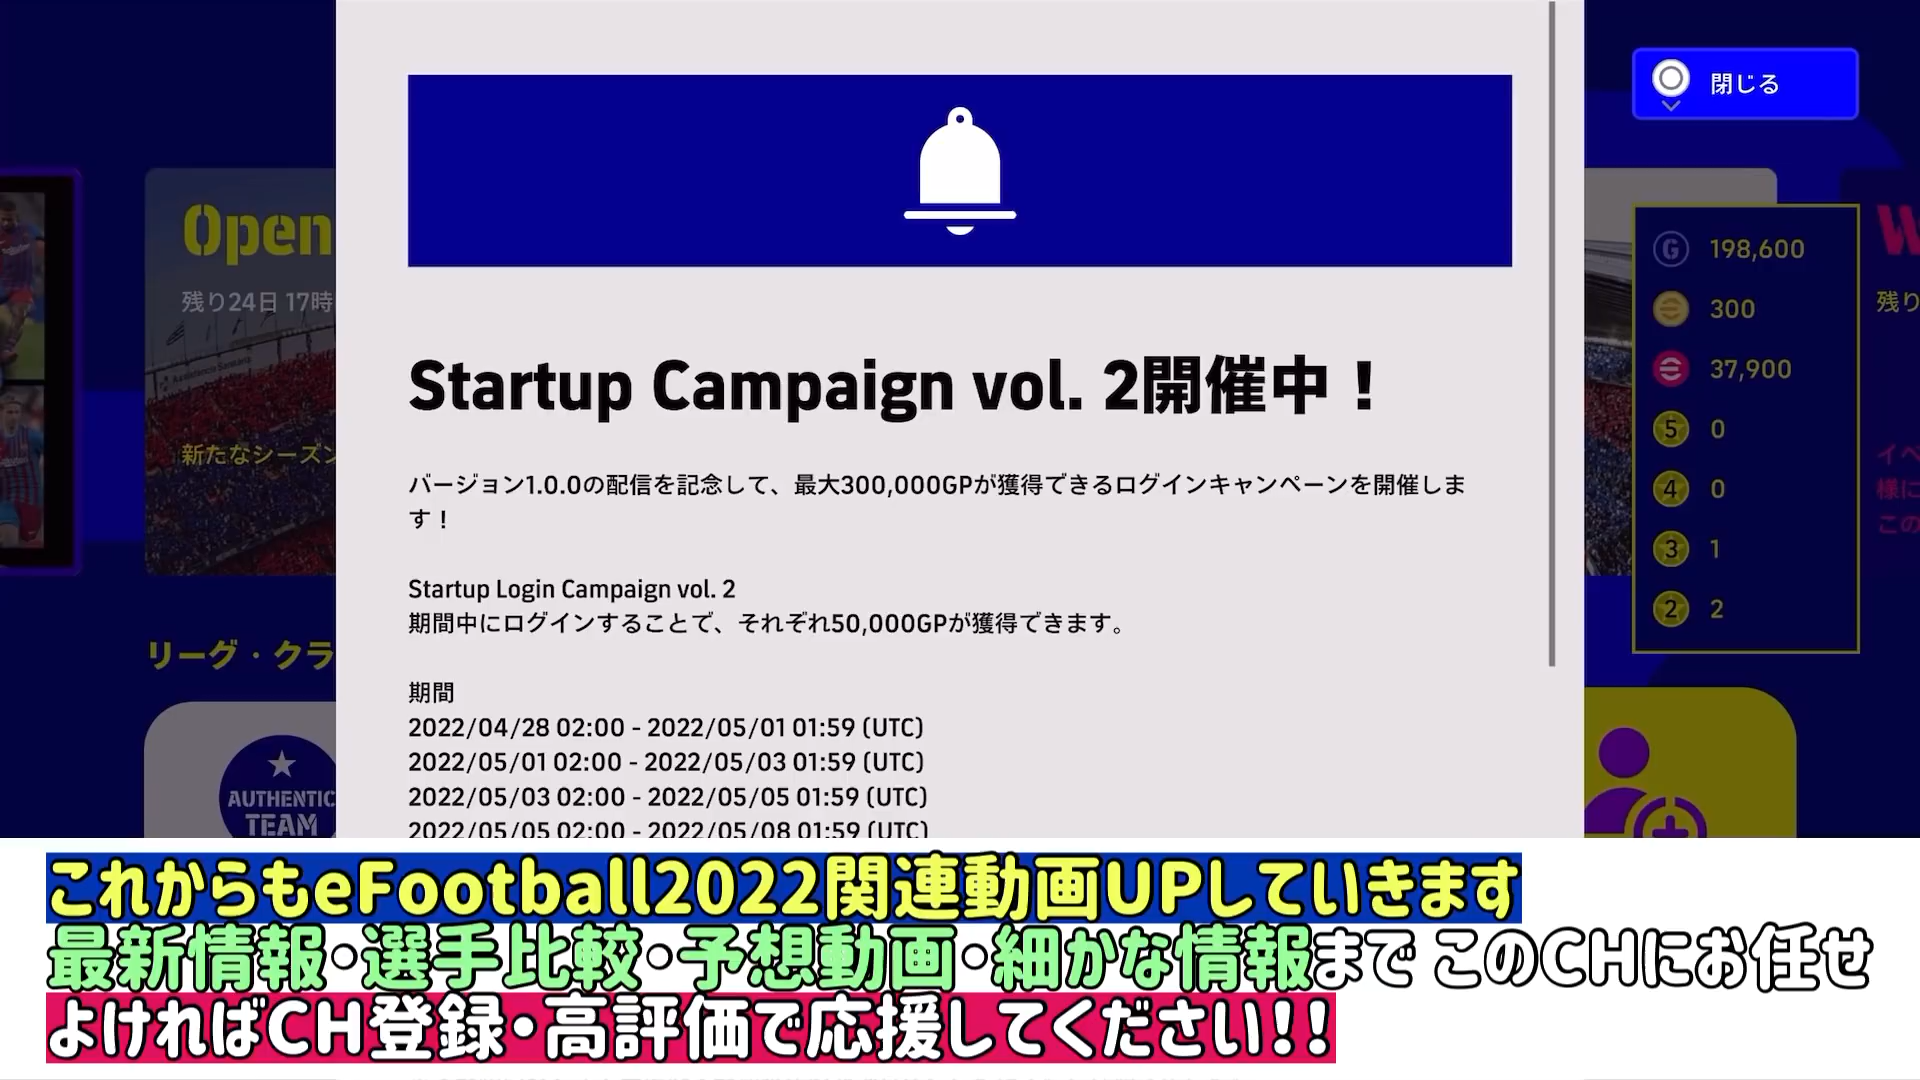 閉じる
Open
残り24日 17時
新たなシーズン
リーグ・クラ
AUTHENTIC
TEAM
Startup Campaign vol. 2開催中！
バージョン1.0.0の配信を記念して、最大300,000GPが獲得できるログインキャンペーンを開催しま
す！
Startup Login Campaign vol. 2
期間中にログインすることで、それぞれ50,000GPが獲得できます。
期間
2022/04/28 02:00 - 2022/05/01 01:59 (UTC)
2022/05/01 02:00 - 2022/05/03 01:59 (UTC)
2022/05/03 02:00 - 2022/05/05 01:59 (UTC)
2022/05/05 02:00 - 2022/05/08 01:59 (UTC)
G 198,600
300
37,900
5 0
4 0
3 1
2 2
W
残り
イベ
様に
この
これからもeFootball2022関連動画UPしていきます
最新情報・選手比較・予想動画・細かな情報まで このCHにお任せ
よければCH登録・高評価で応援してください！！